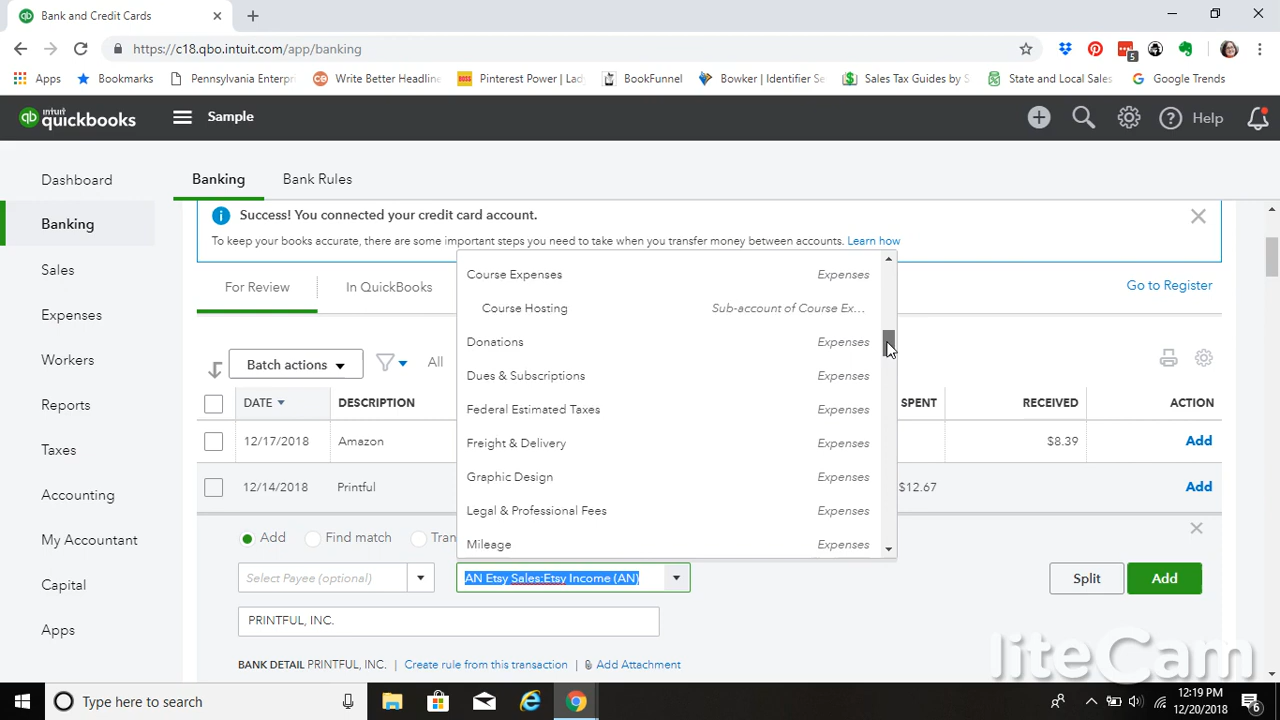 Bank and Credit Cards
https://c18.qbo.intuit.com/app/banking
5
Apps Bookmarks Pennsylvania Enterpri Write Better Headline BOSS Pinterest Power | Lad BookFunnel Bowker | Identifier Se Sales Tax Guides by S State and Local Sales Google Trends
intuit quickbooks Sample Help
Dashboard
Banking
Sales
Expenses
Workers
Reports
Taxes
Accounting
My Accountant
Capital
Apps
Banking Bank Rules
Success! You connected your credit card account.
To keep your books accurate, there are some important steps you need to take when you transfer money between accounts. Learn how
For Review In QuickBooks Go to Register
Batch actions All
DATE DESCRIPTION SPENT RECEIVED ACTION
12/17/2018 Amazon $8.39 Add
12/14/2018 Printful $12.67 Add
Course Expenses Expenses
Course Hosting Sub-account of Course Ex...
Donations Expenses
Dues & Subscriptions Expenses
Federal Estimated Taxes Expenses
Freight & Delivery Expenses
Graphic Design Expenses
Legal & Professional Fees Expenses
Mileage Expenses
Add Find match Tran
Select Payee (optional) AN Etsy Sales:Etsy Income (AN) Split Add
PRINTFUL, INC.
BANK DETAIL PRINTFUL, INC. | Create rule from this transaction | Add Attachment
liteCam
Type here to search
12:19 PM
12/20/2018
6